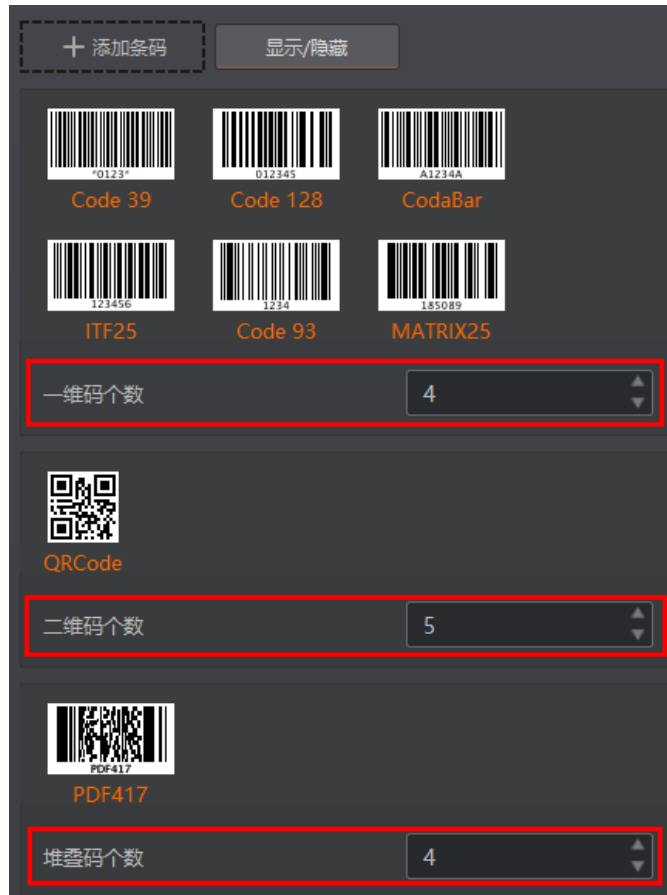 添加条码 显示/隐藏
*0123* 012345 A1234A
Code 39 Code 128 CodaBar
123456 1234 185089
ITF25 Code 93 MATRIX25
一维码个数 4
QRCode
二维码个数 5
PDF417
PDF417
堆叠码个数 4